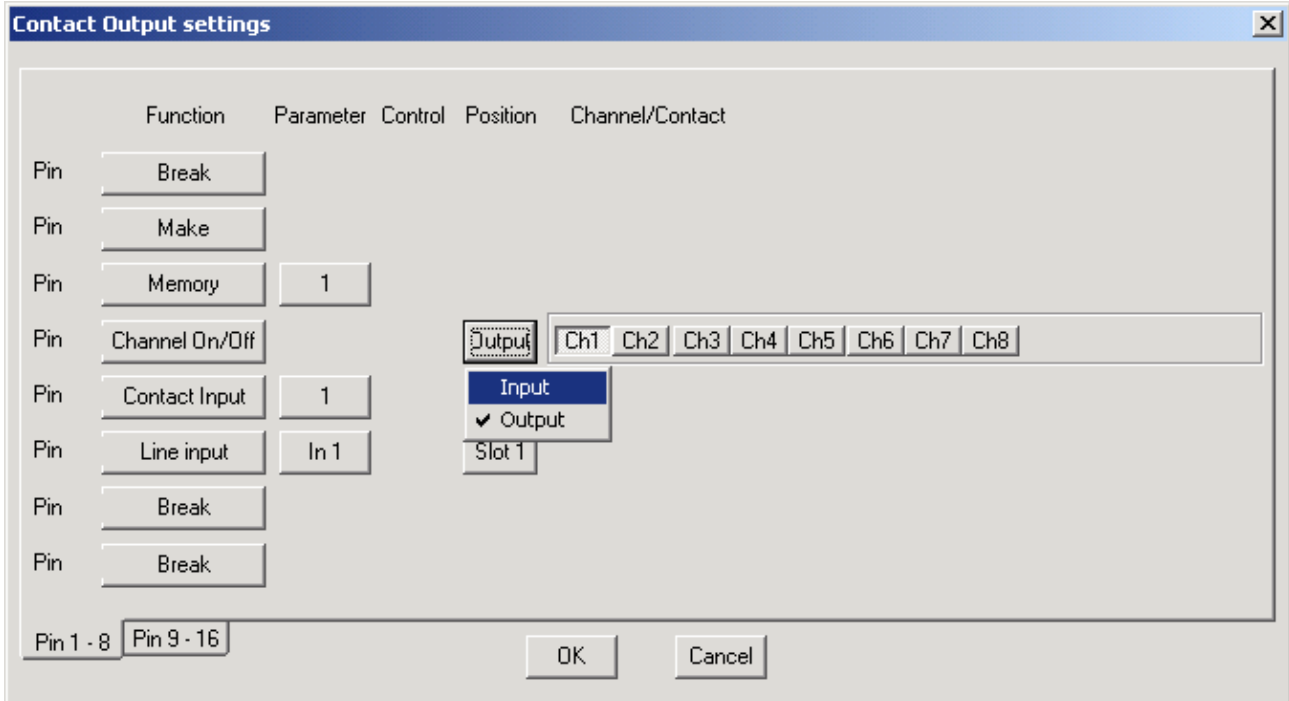 Contact Output settings
Function Parameter Control Position Channel/Contact
Pin Break
Pin Make
Pin Memory 1
Pin Channel On/Off Output Ch1 Ch2 Ch3 Ch4 Ch5 Ch6 Ch7 Ch8
Input
Pin Contact Input 1
Output
Pin Line input In 1 Slot 1
Pin Break
Pin Break
Pin 1 - 8 Pin 9 - 16
OK Cancel